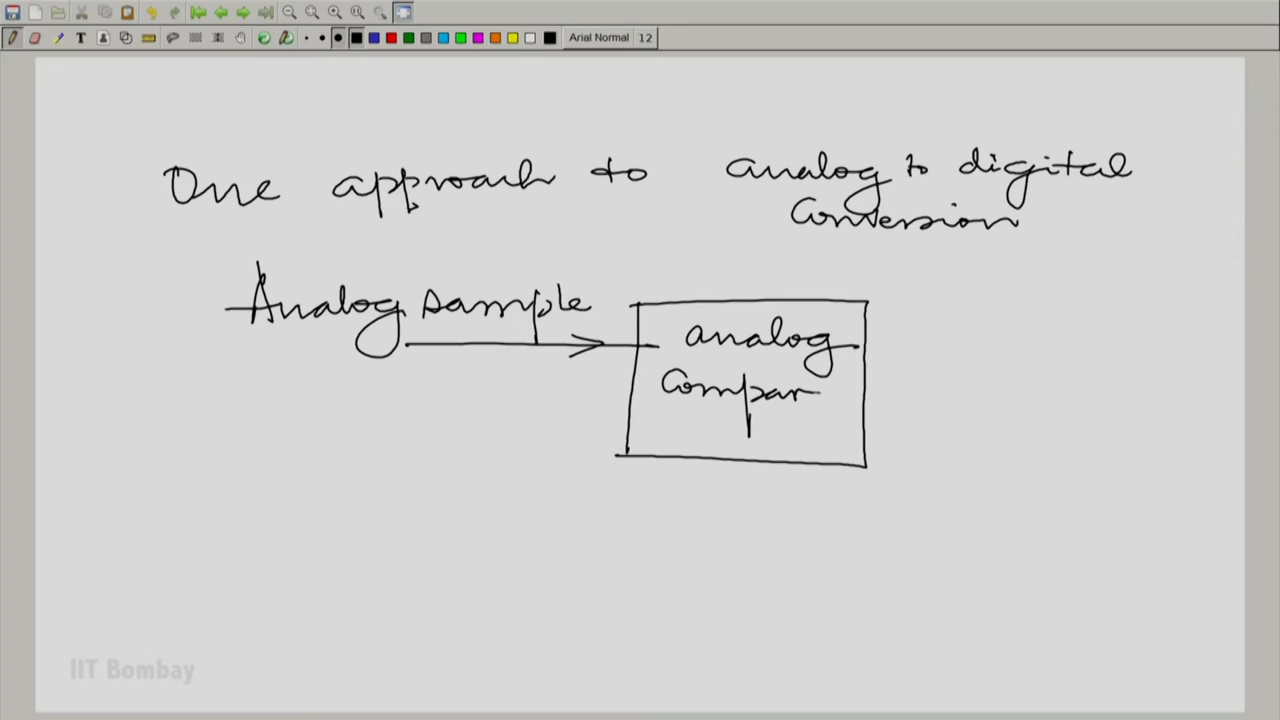 Arial Normal 12
One approach to analog to digital
conversion
Analog sample
analog
Compar
IIT Bombay